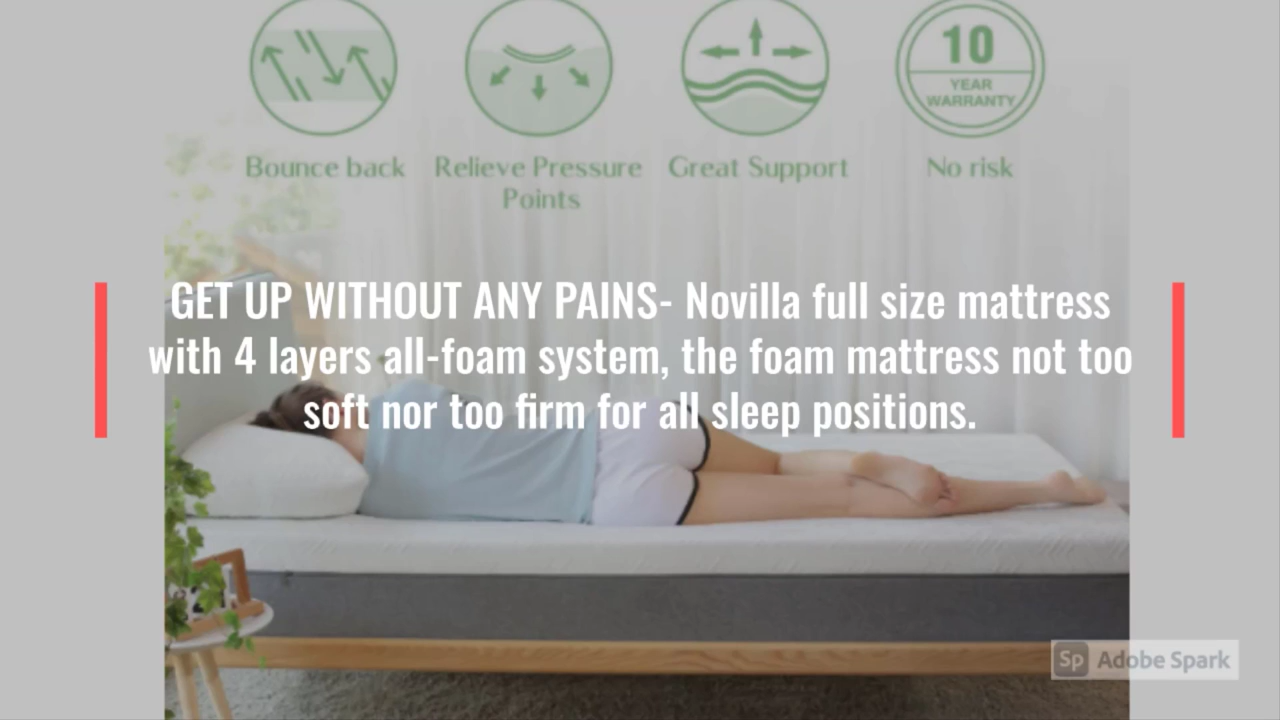 10
YEAR
WARRANTY
Bounce back
Relieve Pressure
Points
Great Support
No risk
GET UP WITHOUT ANY PAINS- Novilla full size mattress
with 4 layers all-foam system, the foam mattress not too
soft nor too firm for all sleep positions.
Sp Adobe Spark